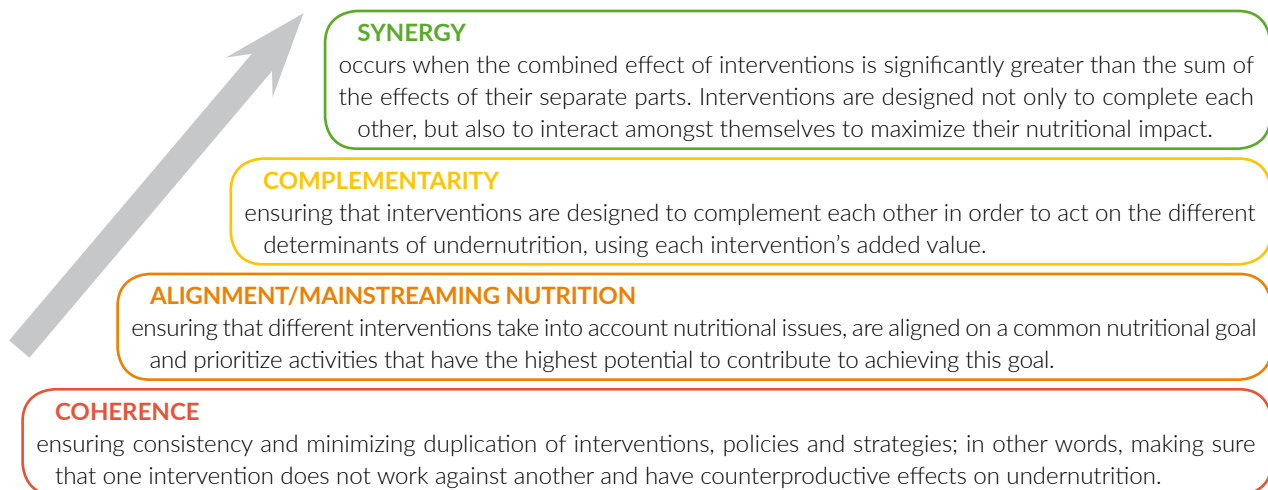 SYNERGY
occurs when the combined effect of interventions is significantly greater than the sum of
the effects of their separate parts. Interventions are designed not only to complete each
other, but also to interact amongst themselves to maximize their nutritional impact.
COMPLEMENTARITY
ensuring that interventions are designed to complement each other in order to act on the different
determinants of undernutrition, using each intervention’s added value.
ALIGNMENT/MAINSTREAMING NUTRITION
ensuring that different interventions take into account nutritional issues, are aligned on a common nutritional goal
and prioritize activities that have the highest potential to contribute to achieving this goal.
COHERENCE
ensuring consistency and minimizing duplication of interventions, policies and strategies; in other words, making sure
that one intervention does not work against another and have counterproductive effects on undernutrition.